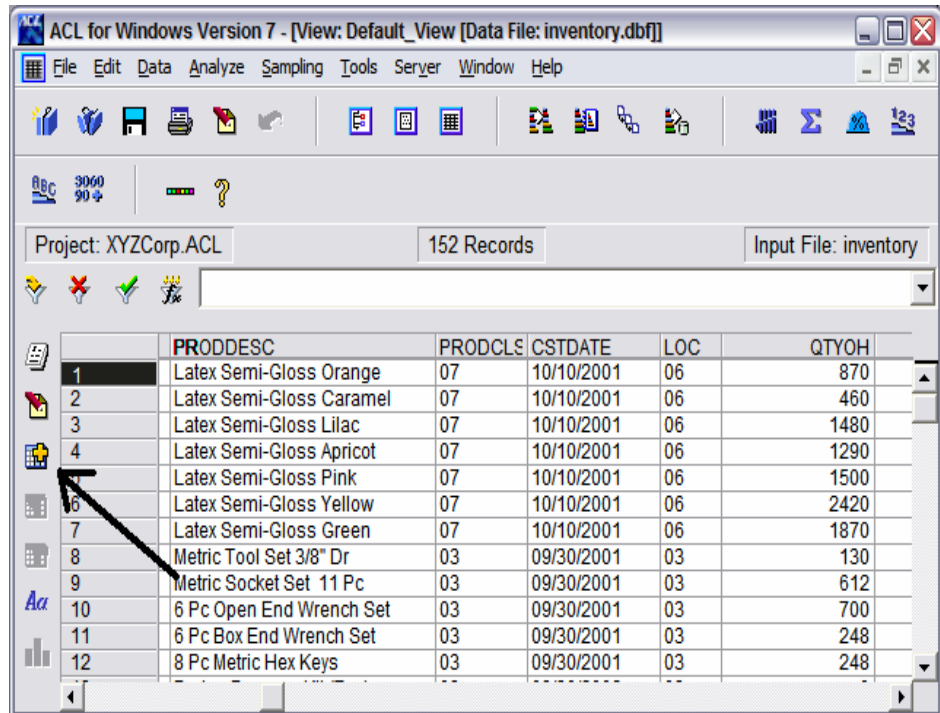 ACL for Windows Version 7 - [View: Default_View [Data File: inventory.dbf]]
File Edit Data Analyze Sampling Tools Server Window Help
123
ABC 3060 90 ?
Project: XYZCorp.ACL 152 Records Input File: inventory
fx
PRODDESC PRODCLS CSTDATE LOC QTYOH
1 Latex Semi-Gloss Orange 07 10/10/2001 06 870
2 Latex Semi-Gloss Caramel 07 10/10/2001 06 460
3 Latex Semi-Gloss Lilac 07 10/10/2001 06 1480
4 Latex Semi-Gloss Apricot 07 10/10/2001 06 1290
5 Latex Semi-Gloss Pink 07 10/10/2001 06 1500
6 Latex Semi-Gloss Yellow 07 10/10/2001 06 2420
7 Latex Semi-Gloss Green 07 10/10/2001 06 1870
8 Metric Tool Set 3/8" Dr 03 09/30/2001 03 130
9 Metric Socket Set 11 Pc 03 09/30/2001 03 612
10 6 Pc Open End Wrench Set 03 09/30/2001 03 700
11 6 Pc Box End Wrench Set 03 09/30/2001 03 248
Aa
12 8 Pc Metric Hex Keys 03 09/30/2001 03 248